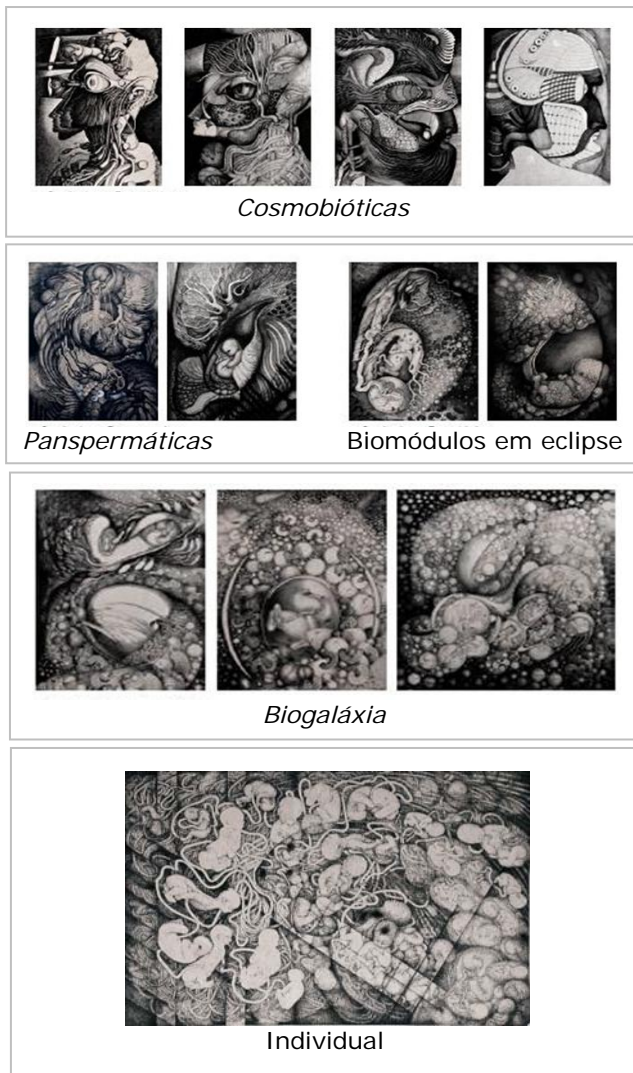 Cosmobióticas
Panspermáticas
Biomódulos em eclipse
Biogaláxia
Individual